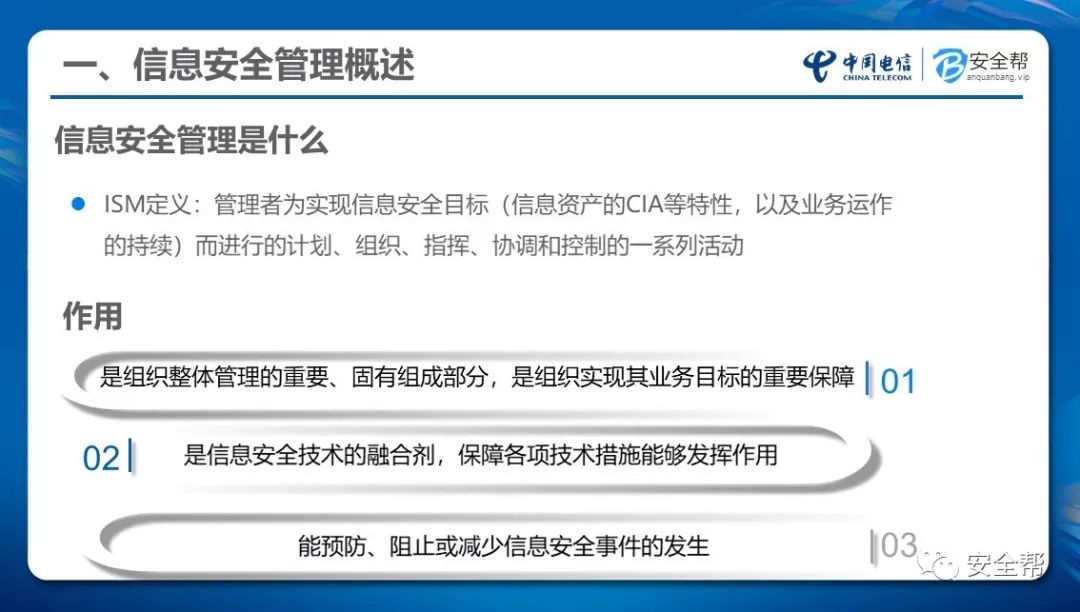 一、信息安全管理概述
中国电信
CHINA TELECOM
安全帮
anquanbang.vip
信息安全管理是什么
ISM定义：管理者为实现信息安全目标（信息资产的CIA等特性，以及业务运作
的持续）而进行的计划、组织、指挥、协调和控制的一系列活动
作用
是组织整体管理的重要、固有组成部分，是组织实现其业务目标的重要保障
01
02
是信息安全技术的融合剂，保障各项技术措施能够发挥作用
能预防、阻止或减少信息安全事件的发生
03
安全帮